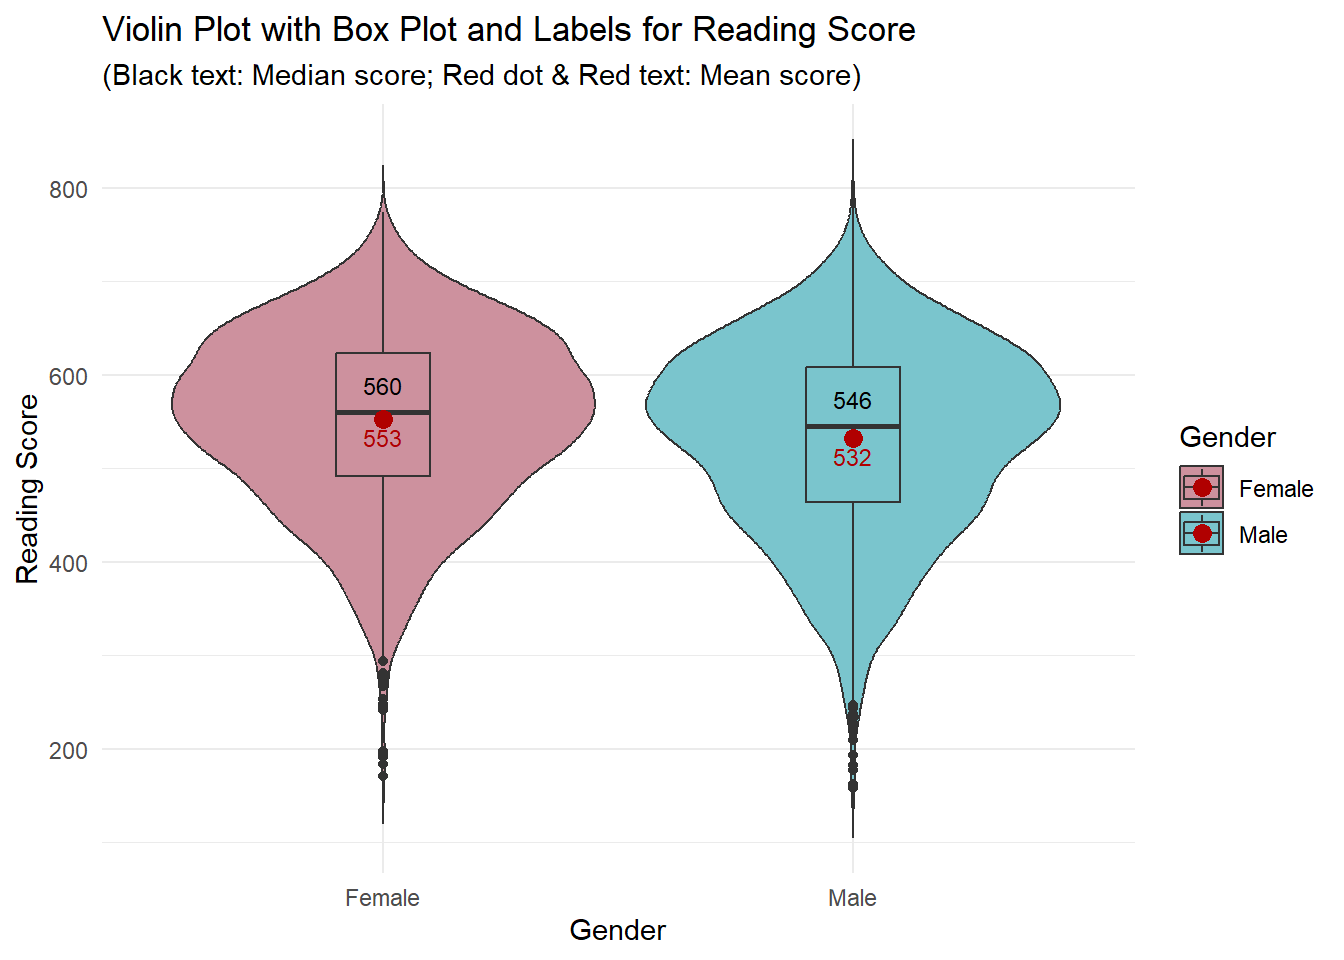 Violin Plot with Box Plot and Labels for Reading Score
(Black text: Median score; Red dot & Red text: Mean score)
Reading Score
800
600
400
200
560
553
546
532
Female
Male
Gender
Gender
Female
Male